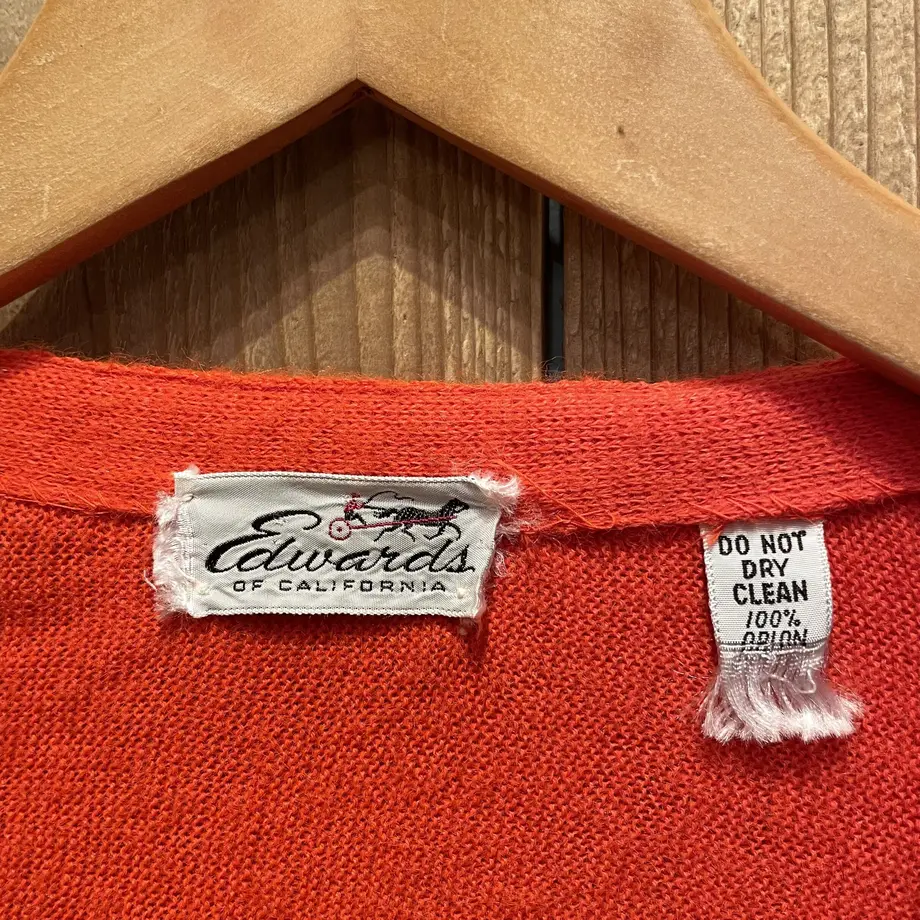 Edwards
OF CALIFORNIA
DO NOT
DRY
CLEAN
100%
ORLON